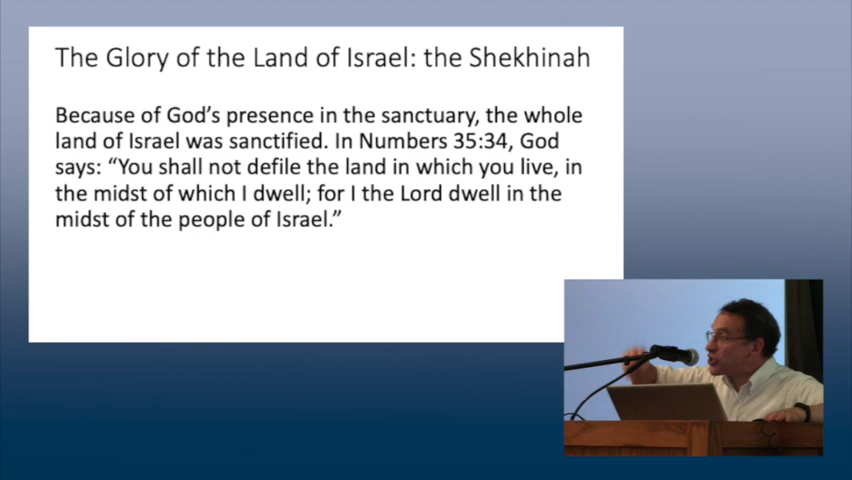 The Glory of the Land of Israel: the Shekhinah
Because of God’s presence in the sanctuary, the whole
land of Israel was sanctified. In Numbers 35:34, God
says: “You shall not defile the land in which you live, in
the midst of which I dwell; for I the Lord dwell in the
midst of the people of Israel.”